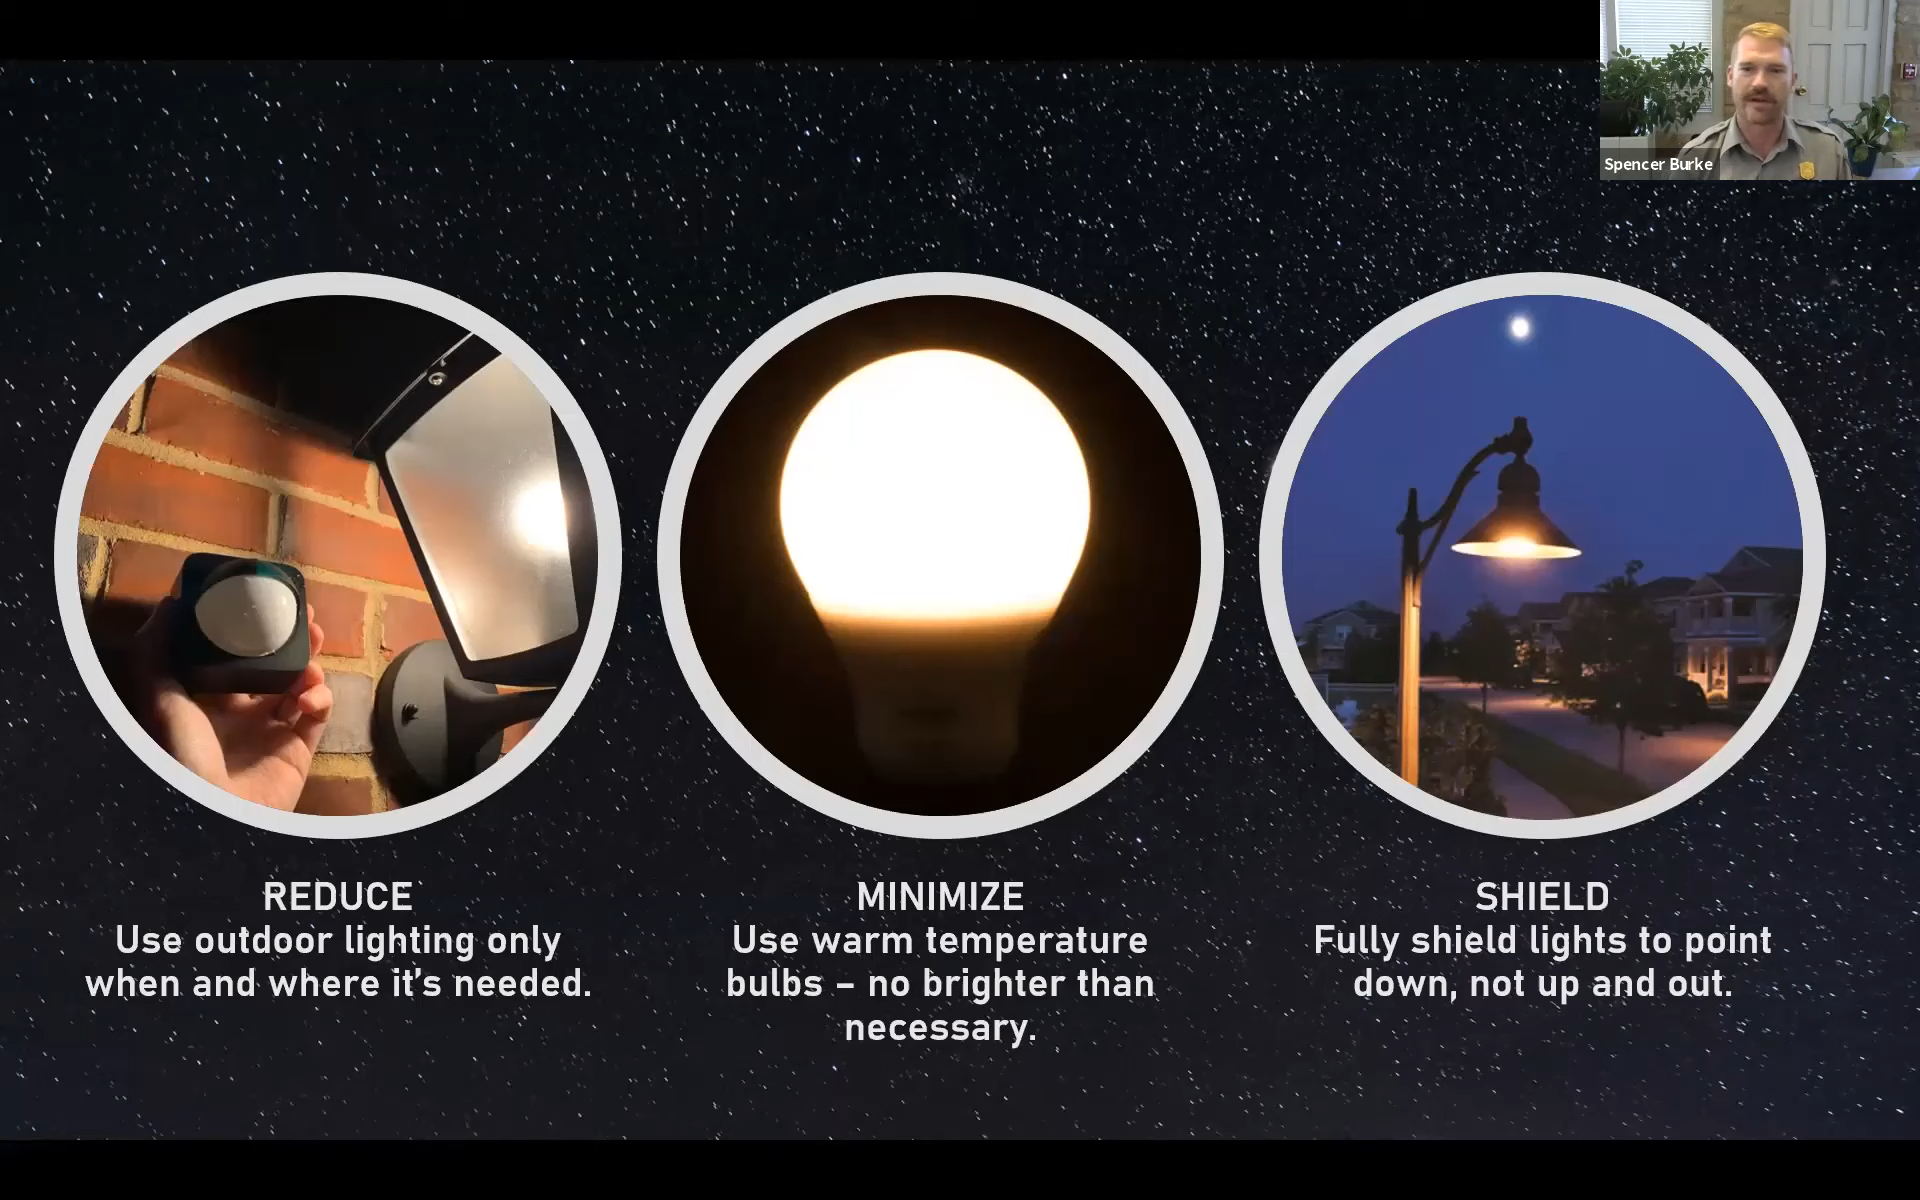 Spencer Burke
REDUCE
Use outdoor lighting only
when and where it's needed.
MINIMIZE
Use warm temperature
bulbs – no brighter than
necessary.
SHIELD
Fully shield lights to point
down, not up and out.